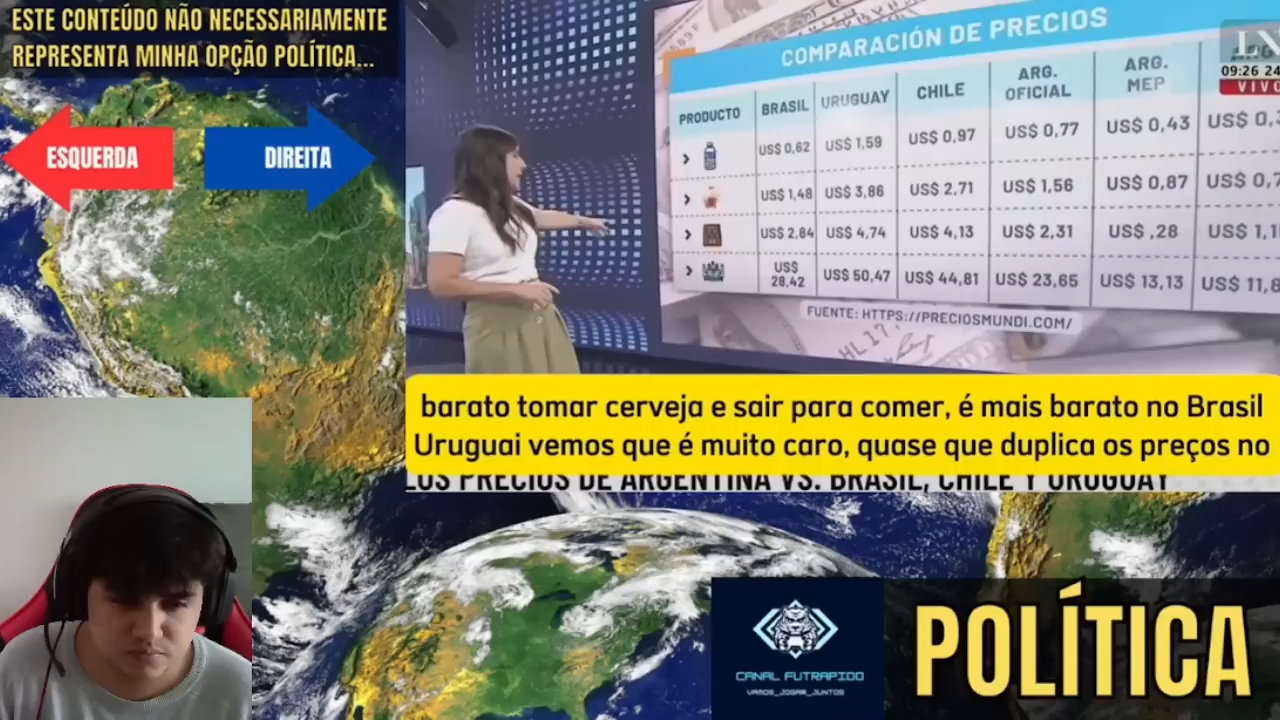 ESTE CONTEÚDO NÃO NECESSARIAMENTE
REPRESENTA MINHA OPÇÃO POLÍTICA...
ESQUERDA
DIREITA
COMPARACIÓN DE PRECIOS
LN
09:26
VIVO
PRODUCTO BRASIL URUGUAY CHILE ARG. OFICIAL ARG. MEP
US$ 0,62 US$ 1,59 US$ 0,97 US$ 0,77 US$ 0,43
US$ 1,48 US$ 3,86 US$ 2,71 US$ 1,56 US$ 0,87
US$ 2,84 US$ 4,74 US$ 4,13 US$ 2,31 US$ ,28
US$ 28,42 US$ 50,47 US$ 44,81 US$ 23,65 US$ 13,13
FUENTE: HTTPS://PRECIOSMUNDI.COM/
barato tomar cerveja e sair para comer, é mais barato no Brasil
Uruguai vemos que é muito caro, quase que duplica os preços no
LOS PRECIOS DE ARGENTINA VS. BRASIL, CHILE Y URUGUAY
CANAL FUTRAPIDO
VAMOS_JOGAR_JUNTOS
POLÍTICA